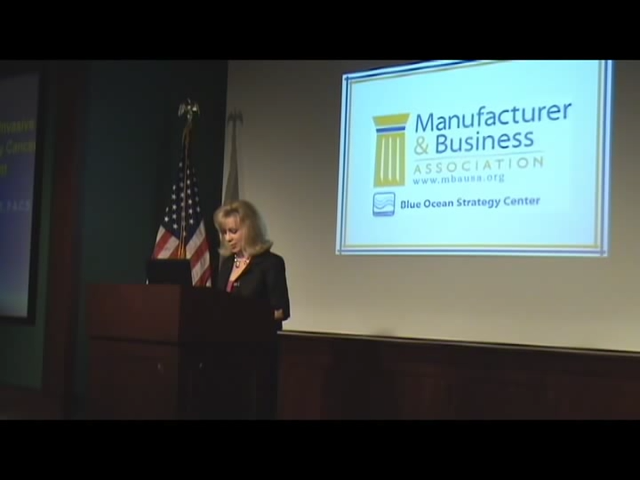 Manufacturer
& Business
ASSOCIATION
www.mbausa.org
Blue Ocean Strategy Center